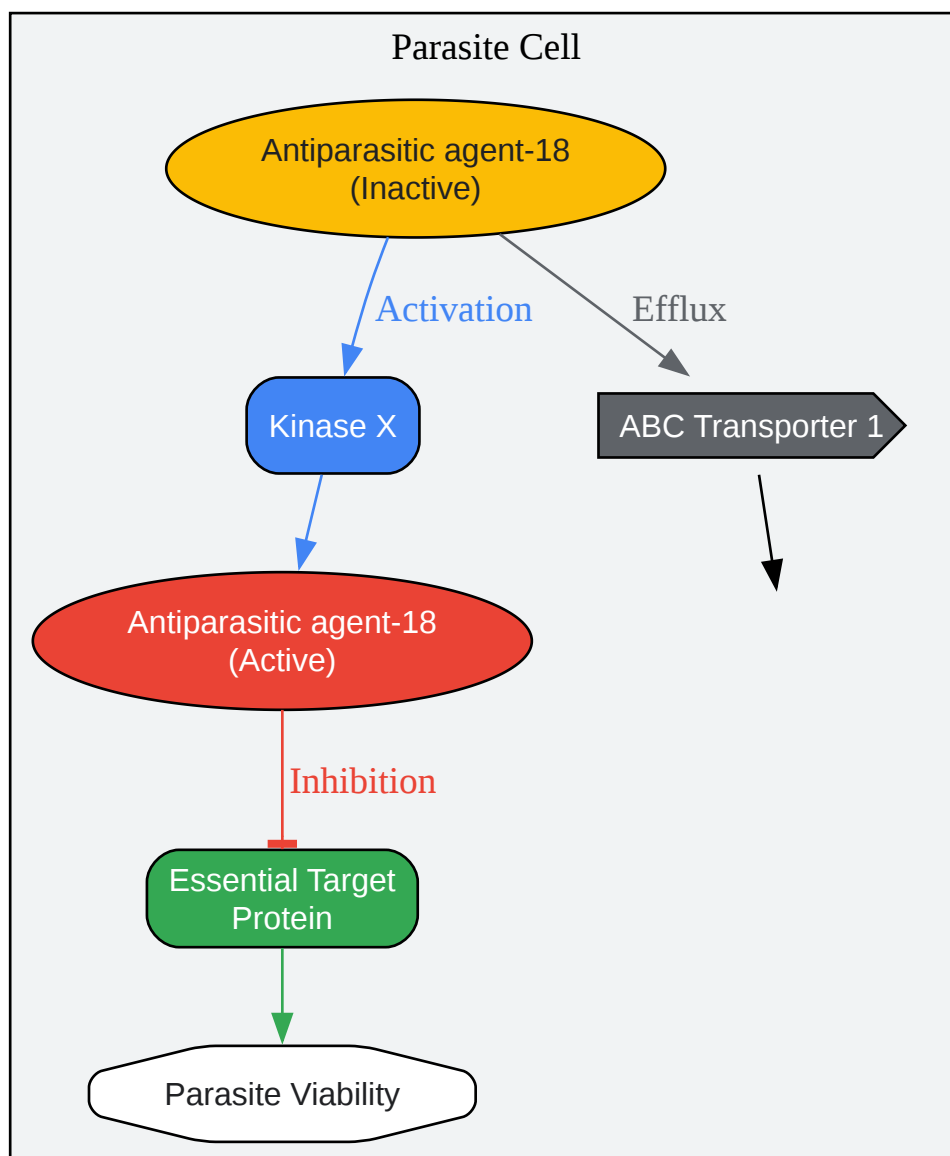 Parasite Cell
Antiparasitic agent-18
(Inactive)
Activation
Efflux
Kinase X
ABC Transporter 1
Antiparasitic agent-18
(Active)
Inhibition
Essential Target
Protein
Parasite Viability